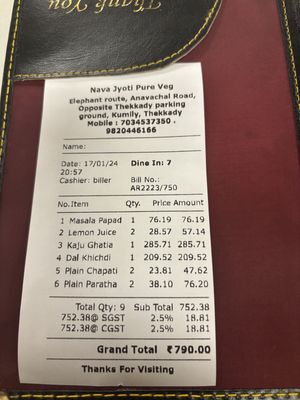 Thank You
Nava Jyoti Pure Veg
Elephant route, Anavachal Road,
Opposite Thekkady parking
ground, Kumily, Thekkady
Mobile : 7034537350 ,
9820446166
Name:
Date: 17/01/24 Dine In: 7
20:57
Cashier: biller Bill No.:
AR2223/750
No.Item Qty. Price Amount
1 Masala Papad 1 76.19 76.19
2 Lemon Juice 2 28.57 57.14
3 Kaju Ghatia 1 285.71 285.71
4 Dal Khichdi 1 209.52 209.52
5 Plain Chapati 2 23.81 47.62
6 Plain Paratha 2 38.10 76.20
Total Qty: 9 Sub Total 752.38
752.38@ SGST 2.5% 18.81
752.38@ CGST 2.5% 18.81
Grand Total ₹790.00
Thanks For Visiting